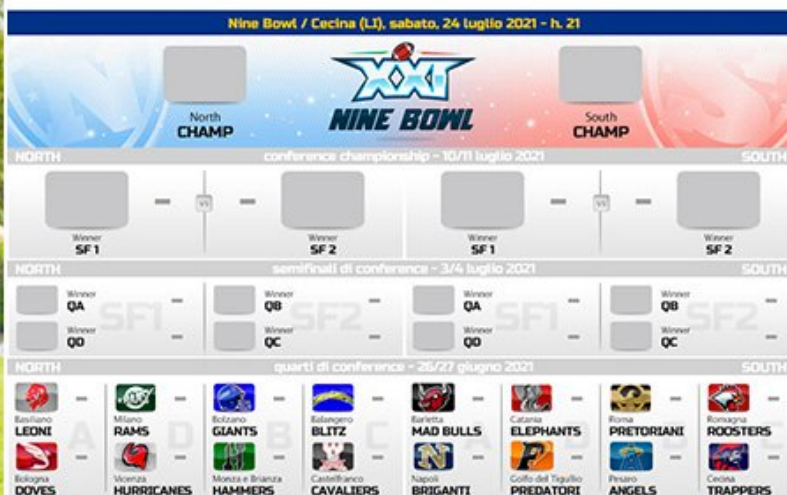 Nine Bowl / Cecina (LI), sabato, 24 luglio 2021 - h. 21
XXI
NINE BOWL
North
CHAMP
South
CHAMP
NORTH conference championship - 10/11 luglio 2021 SOUTH
vs vs
Winner Winner Winner Winner
SF 1 SF 2 SF 1 SF 2
NORTH semifinali di conference - 3/4 luglio 2021 SOUTH
Winner Winner Winner Winner
QA QB QA QB
SF1 SF2 SF1 SF2
Winner Winner Winner Winner
QD QC QD QC
NORTH quarti di conference - 26/27 giugno 2021 SOUTH
Basiliano Milano Bolzano Balangero Barletta Catania Roma Romagna
LEONI RAMS GIANTS BLITZ MAD BULLS ELEPHANTS PRETORIANI ROOSTERS
A D B C A D B C
N
Bologna Vicenza Monza e Brianza Castelfranco Napoli Golfo del Tigullio Pesaro Cecina
DOVES HURRICANES HAMMERS CAVALIERS BRIGANTI PREDATORI ANGELS TRAPPERS